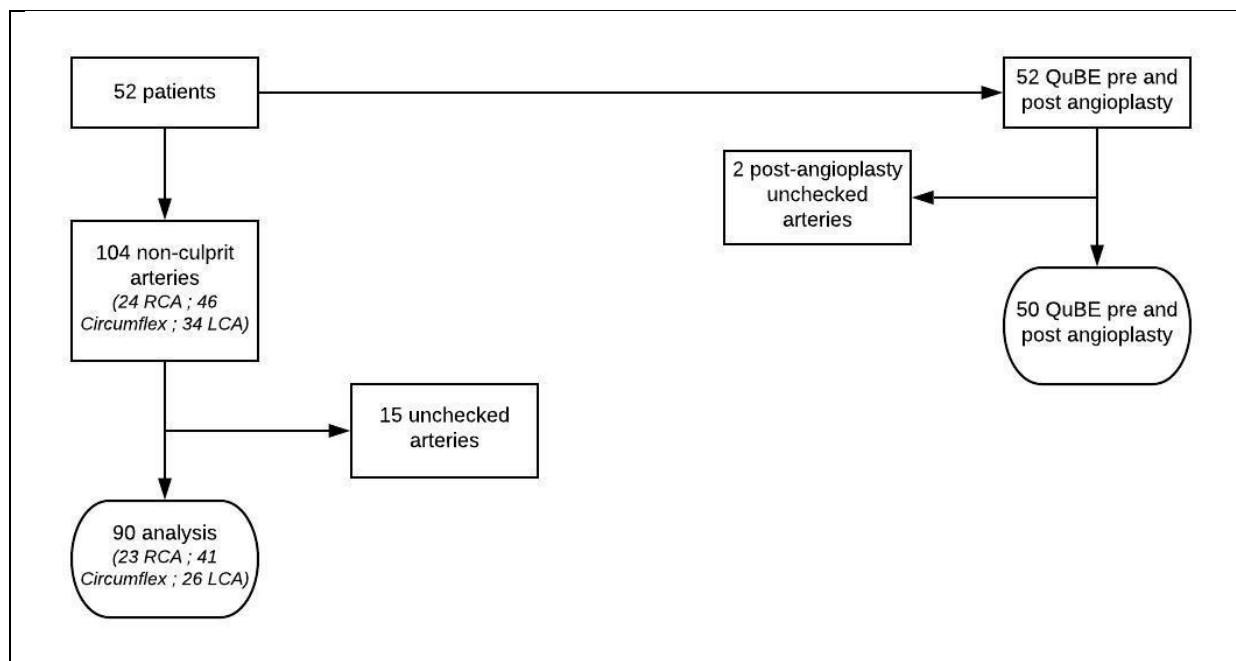 52 patients
52 QuBE pre and
post angioplasty
2 post-angioplasty
unchecked
arteries
104 non-culprit
arteries
(24 RCA ; 46
Circumflex ; 34 LCA)
50 QuBE pre and
post angioplasty
15 unchecked
arteries
90 analysis
(23 RCA ; 41
Circumflex ; 26 LCA)